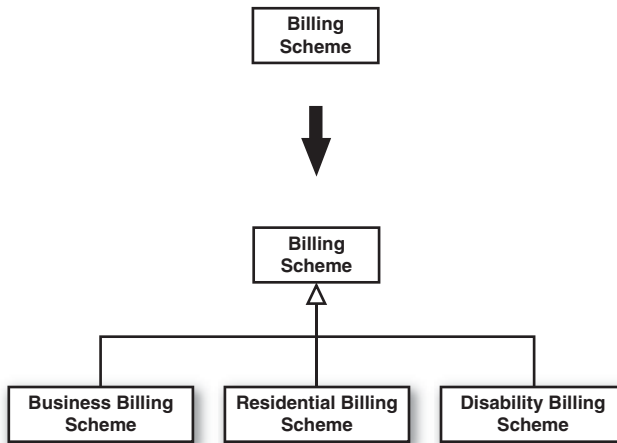 Billing
Scheme
Billing
Scheme
Business Billing
Scheme
Residential Billing
Scheme
Disability Billing
Scheme